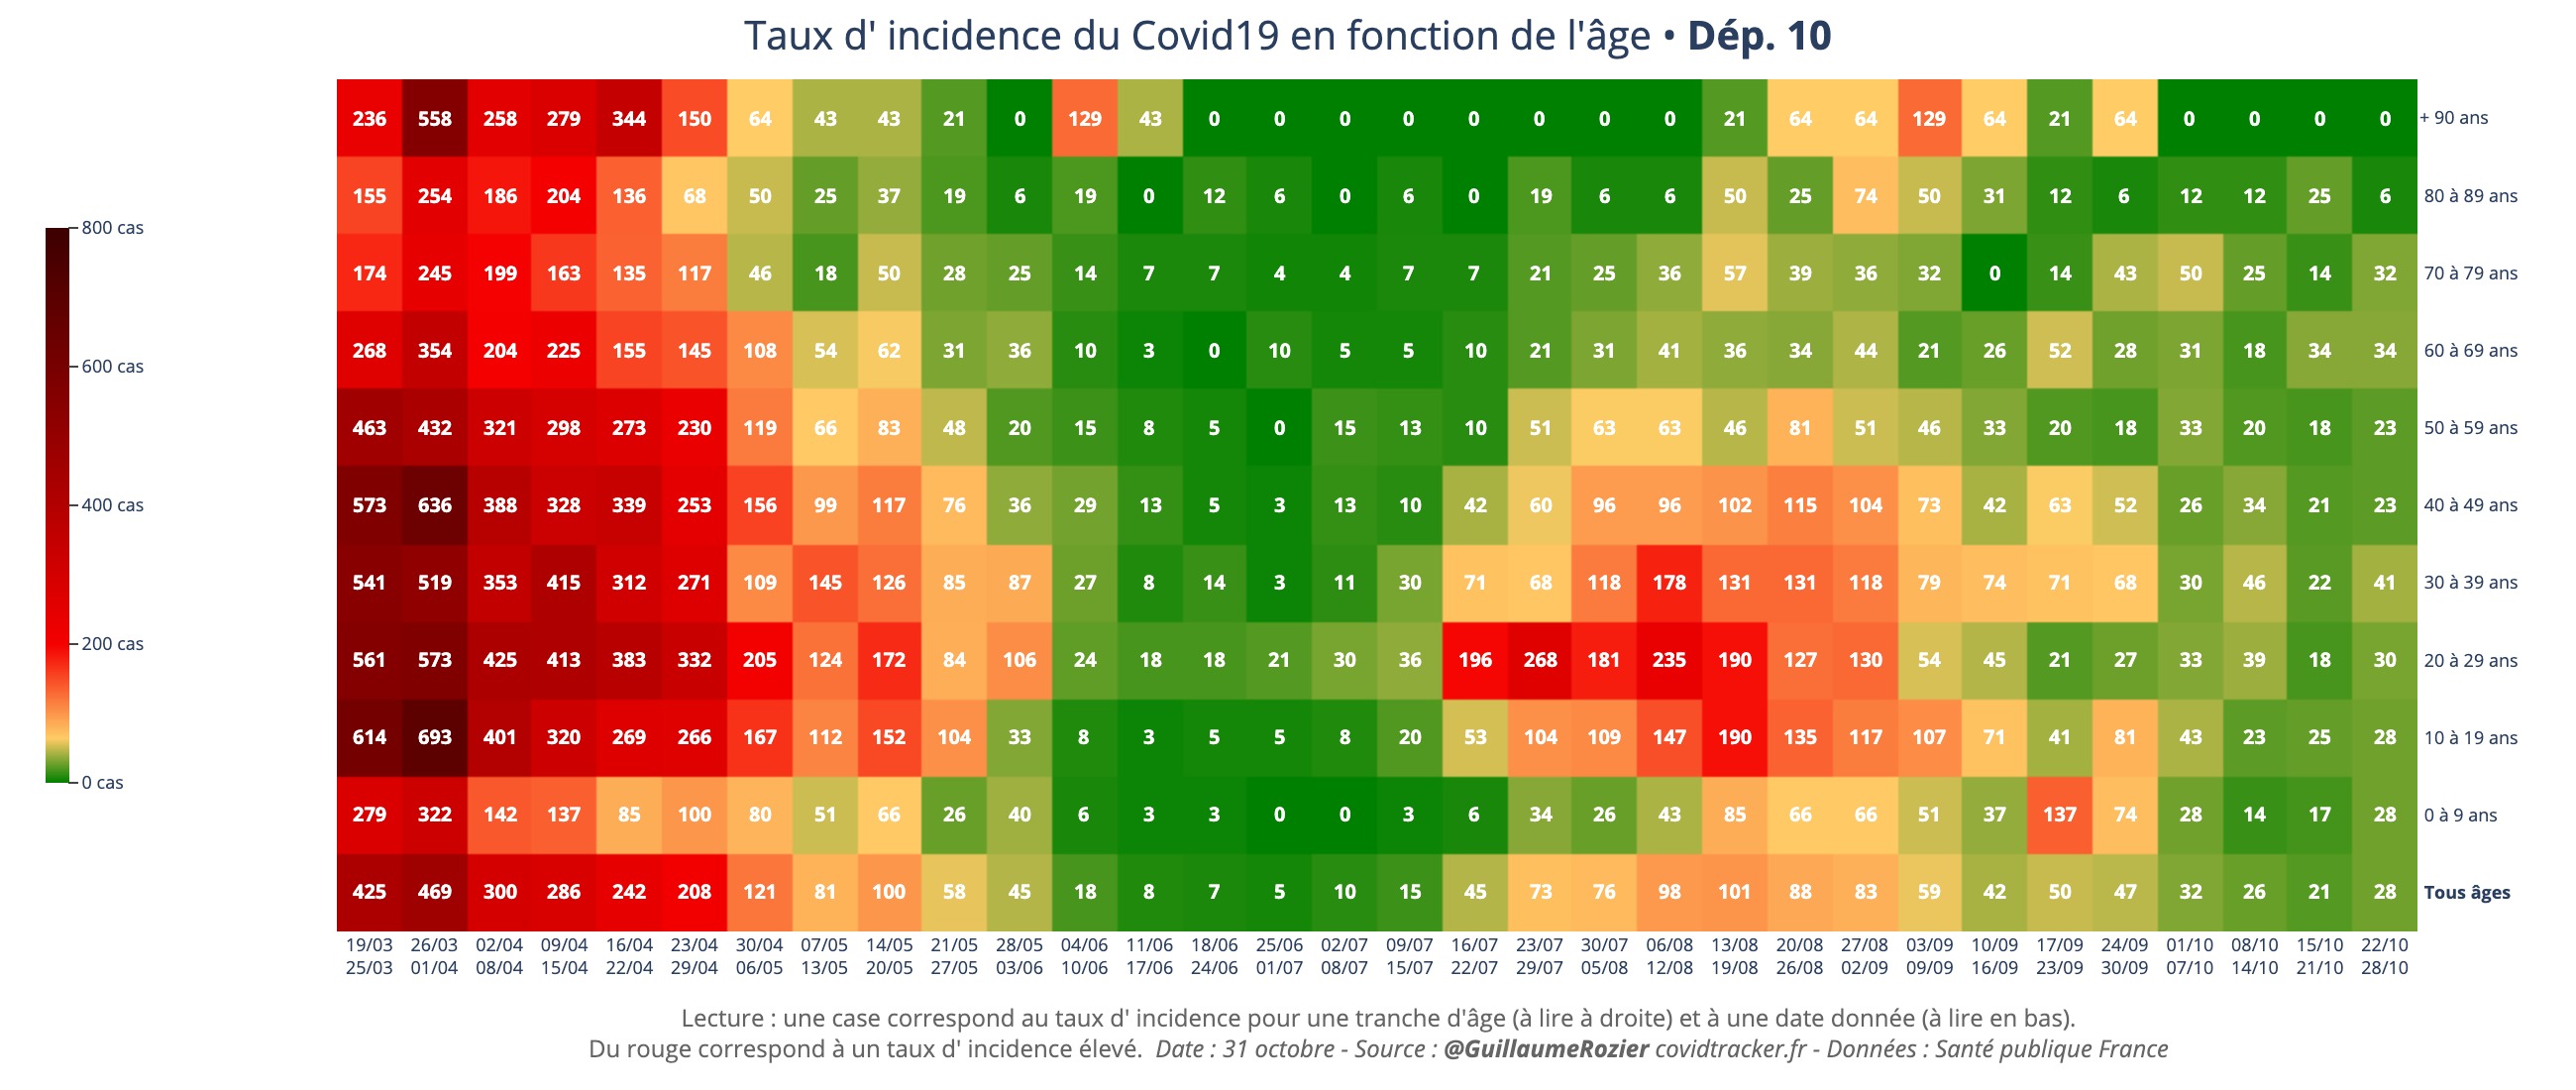 Taux d' incidence du Covid19 en fonction de l'âge • Dép. 10
800 cas
600 cas
400 cas
200 cas
0 cas
236 558 258 279 344 150 64 43 43 21 0 129 43 0 0 0 0 0 0 0 0 21 64 64 129 64 21 64 0 0 0 0 + 90 ans
155 254 186 204 136 68 50 25 37 19 6 19 0 12 6 0 6 0 19 6 6 50 25 74 50 31 12 6 12 12 25 6 80 à 89 ans
174 245 199 163 135 117 46 18 50 28 25 14 7 7 4 4 7 7 21 25 36 57 39 36 32 0 14 43 50 25 14 32 70 à 79 ans
268 354 204 225 155 145 108 54 62 31 36 10 3 0 10 5 5 10 21 31 41 36 34 44 21 26 52 28 31 18 34 34 60 à 69 ans
463 432 321 298 273 230 119 66 83 48 20 15 8 5 0 15 13 10 51 63 63 46 81 51 46 33 20 18 33 20 18 23 50 à 59 ans
573 636 388 328 339 253 156 99 117 76 36 29 13 5 3 13 10 42 60 96 96 102 115 104 73 42 63 52 26 34 21 23 40 à 49 ans
541 519 353 415 312 271 109 145 126 85 87 27 8 14 3 11 30 71 68 118 178 131 131 118 79 74 71 68 30 46 22 41 30 à 39 ans
561 573 425 413 383 332 205 124 172 84 106 24 18 18 21 30 36 196 268 181 235 190 127 130 54 45 21 27 33 39 18 30 20 à 29 ans
614 693 401 320 269 266 167 112 152 104 33 8 3 5 5 8 20 53 104 109 147 190 135 117 107 71 41 81 43 23 25 28 10 à 19 ans
279 322 142 137 85 100 80 51 66 26 40 6 3 3 0 0 3 6 34 26 43 85 66 66 51 37 137 74 28 14 17 28 0 à 9 ans
425 469 300 286 242 208 121 81 100 58 45 18 8 7 5 10 15 45 73 76 98 101 88 83 59 42 50 47 32 26 21 28 Tous âges
19/03 26/03 02/04 09/04 16/04 23/04 30/04 07/05 14/05 21/05 28/05 04/06 11/06 18/06 25/06 02/07 09/07 16/07 23/07 30/07 06/08 13/08 20/08 27/08 03/09 10/09 17/09 24/09 01/10 08/10 15/10 22/10
25/03 01/04 08/04 15/04 22/04 29/04 06/05 13/05 20/05 27/05 03/06 10/06 17/06 24/06 01/07 08/07 15/07 22/07 29/07 05/08 12/08 19/08 26/08 02/09 09/09 16/09 23/09 30/09 07/10 14/10 21/10 28/10
Lecture : une case correspond au taux d' incidence pour une tranche d'âge (à lire à droite) et à une date donnée (à lire en bas).
Du rouge correspond à un taux d' incidence élevé. Date : 31 octobre - Source : @GuillaumeRozier covidtracker.fr - Données : Santé publique France